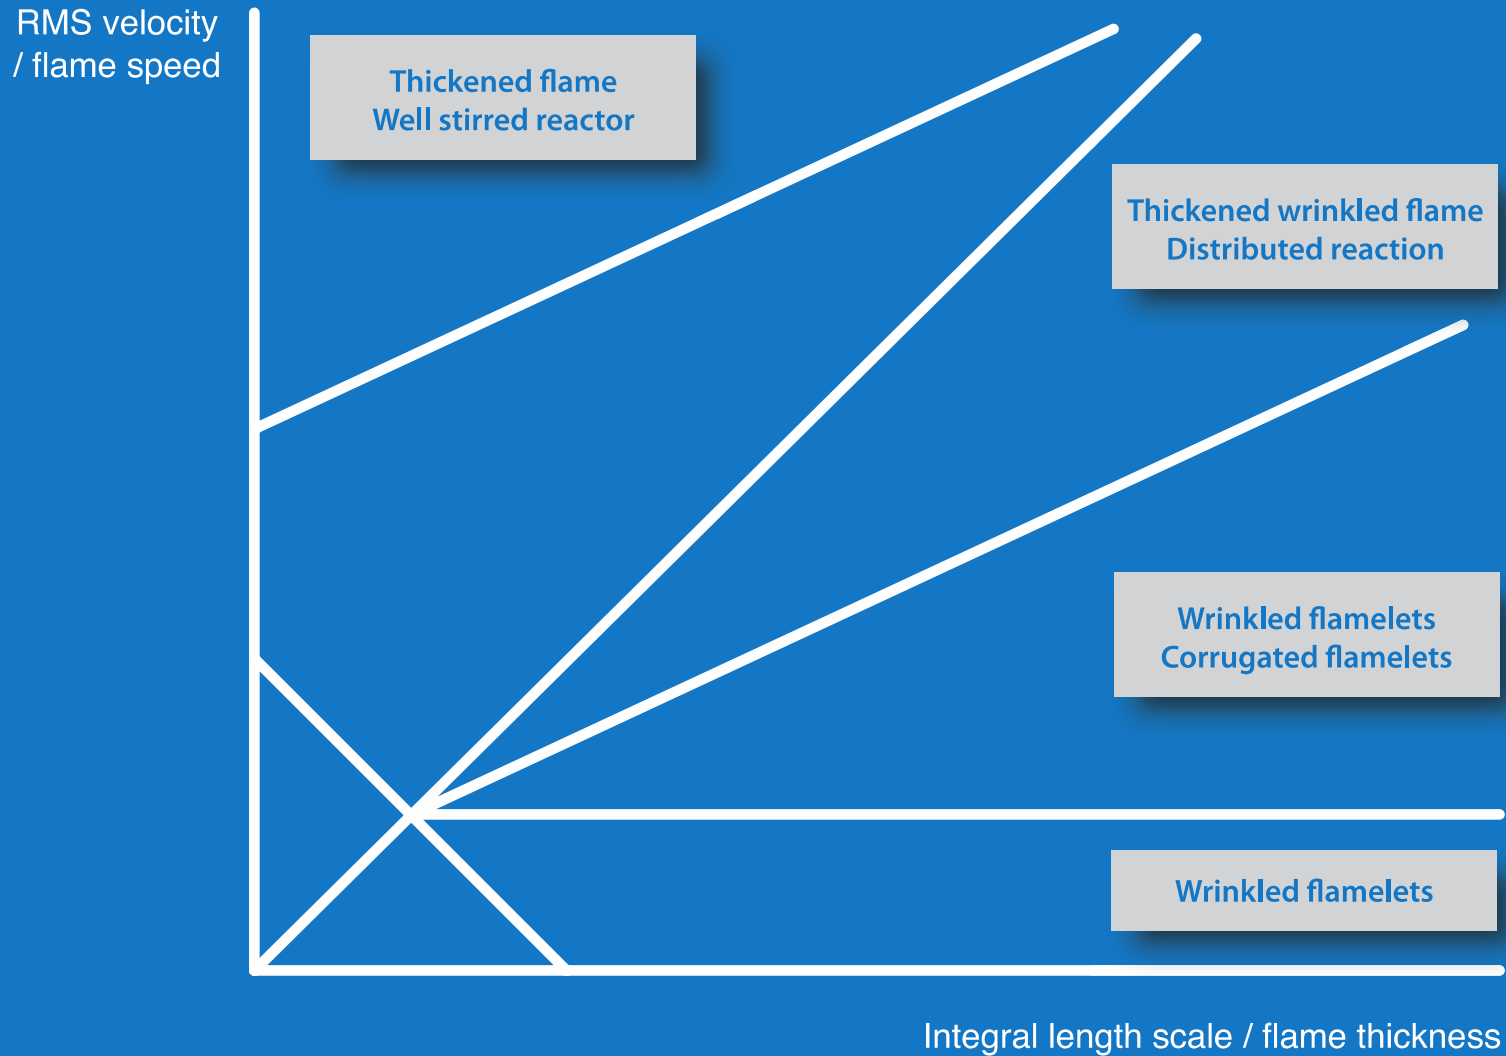 RMS velocity
/ flame speed
Thickened flame
Well stirred reactor
Thickened wrinkled flame
Distributed reaction
Wrinkled flamelets
Corrugated flamelets
Wrinkled flamelets
Integral length scale / flame thickness